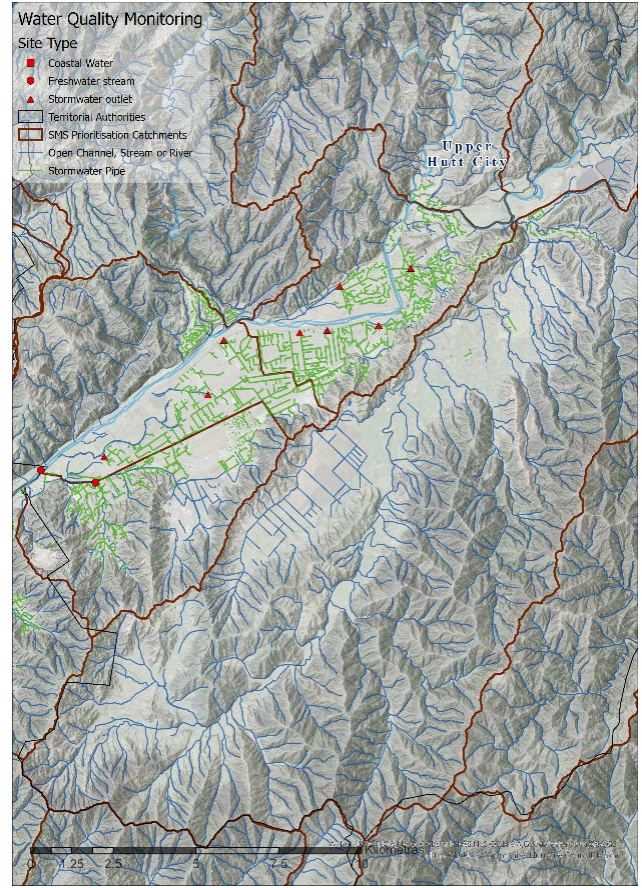 Water Quality Monitoring
Site Type
Coastal Water
Freshwater stream
Stormwater outlet
Territorial Authorities
SMS Prioritisation Catchments
Open Channel, Stream or River
Stormwater Pipe
Upper
Hutt City
0 1.25 2.5 5 7.5 10
Kilometres